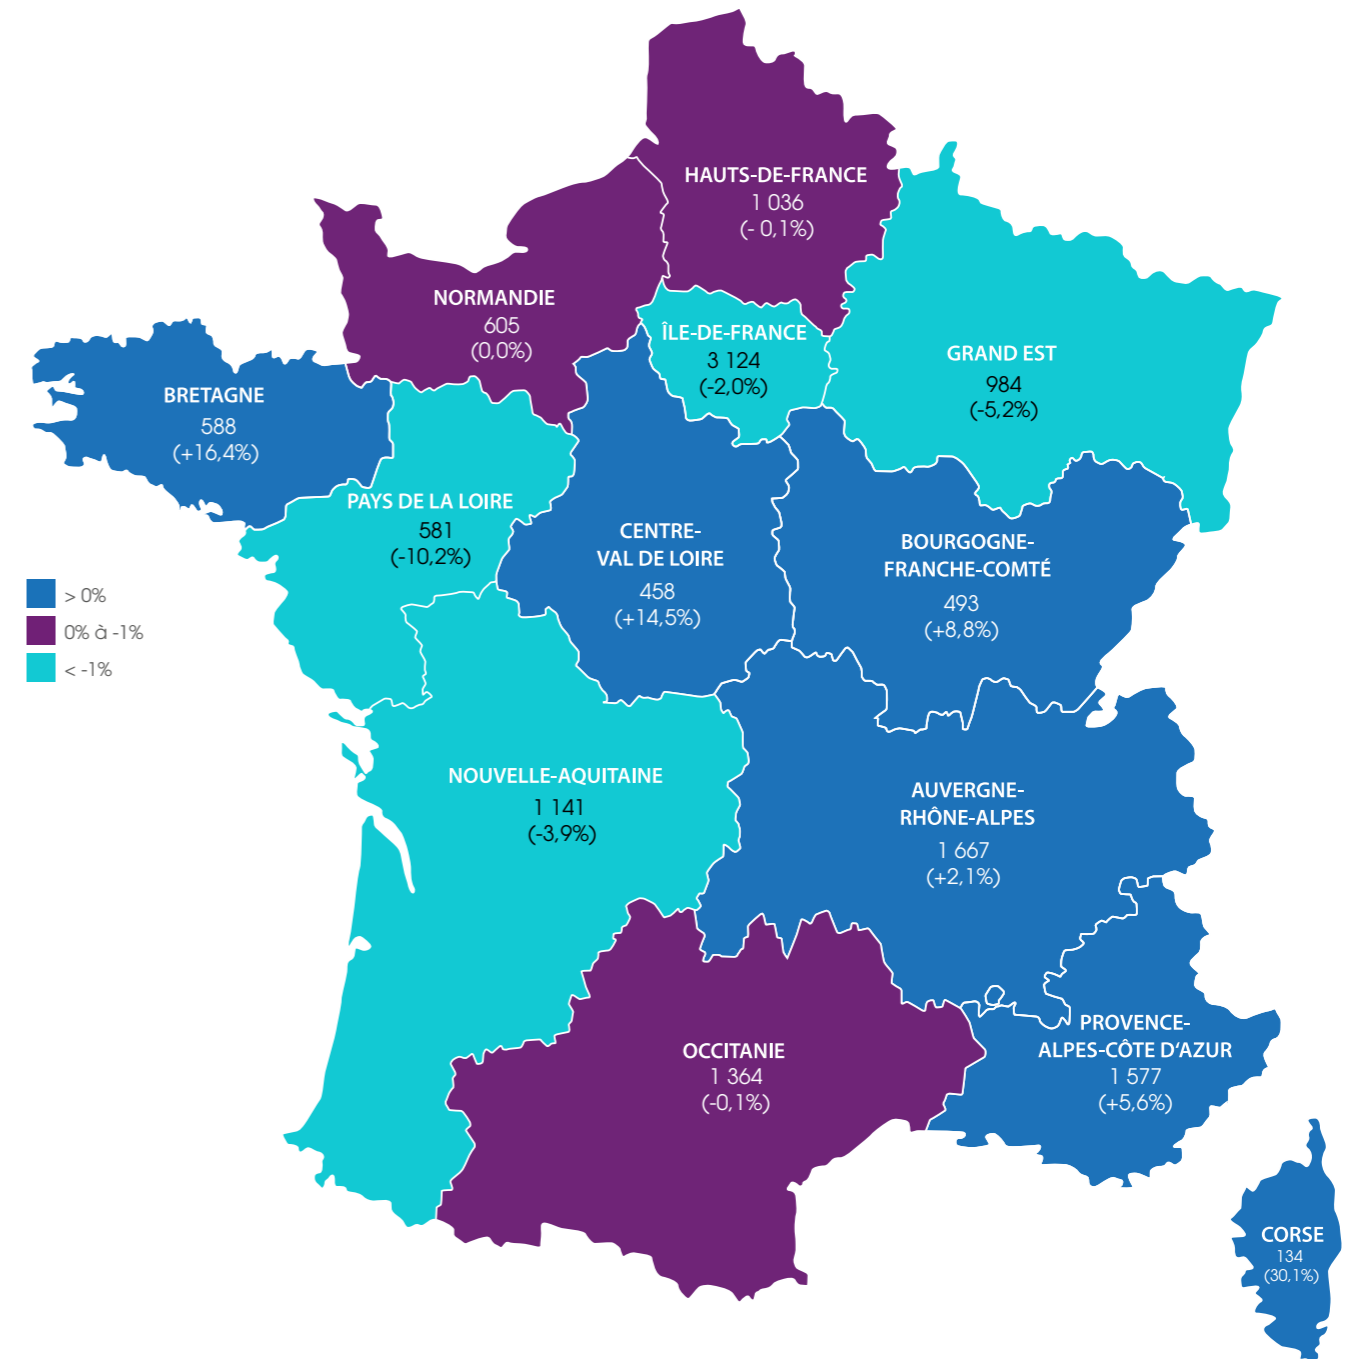 HAUTS-DE-FRANCE
1 036
(- 0,1%)
NORMANDIE
605
(0,0%)
ÎLE-DE-FRANCE
3 124
(-2,0%)
GRAND EST
984
(-5,2%)
BRETAGNE
588
(+16,4%)
PAYS DE LA LOIRE
581
(-10,2%)
CENTRE-
VAL DE LOIRE
458
(+14,5%)
BOURGOGNE-
FRANCHE-COMTÉ
493
(+8,8%)
> 0%
0% à -1%
< -1%
NOUVELLE-AQUITAINE
1 141
(-3,9%)
AUVERGNE-
RHÔNE-ALPES
1 667
(+2,1%)
OCCITANIE
1 364
(-0,1%)
PROVENCE-
ALPES-CÔTE D'AZUR
1 577
(+5,6%)
CORSE
134
(30,1%)